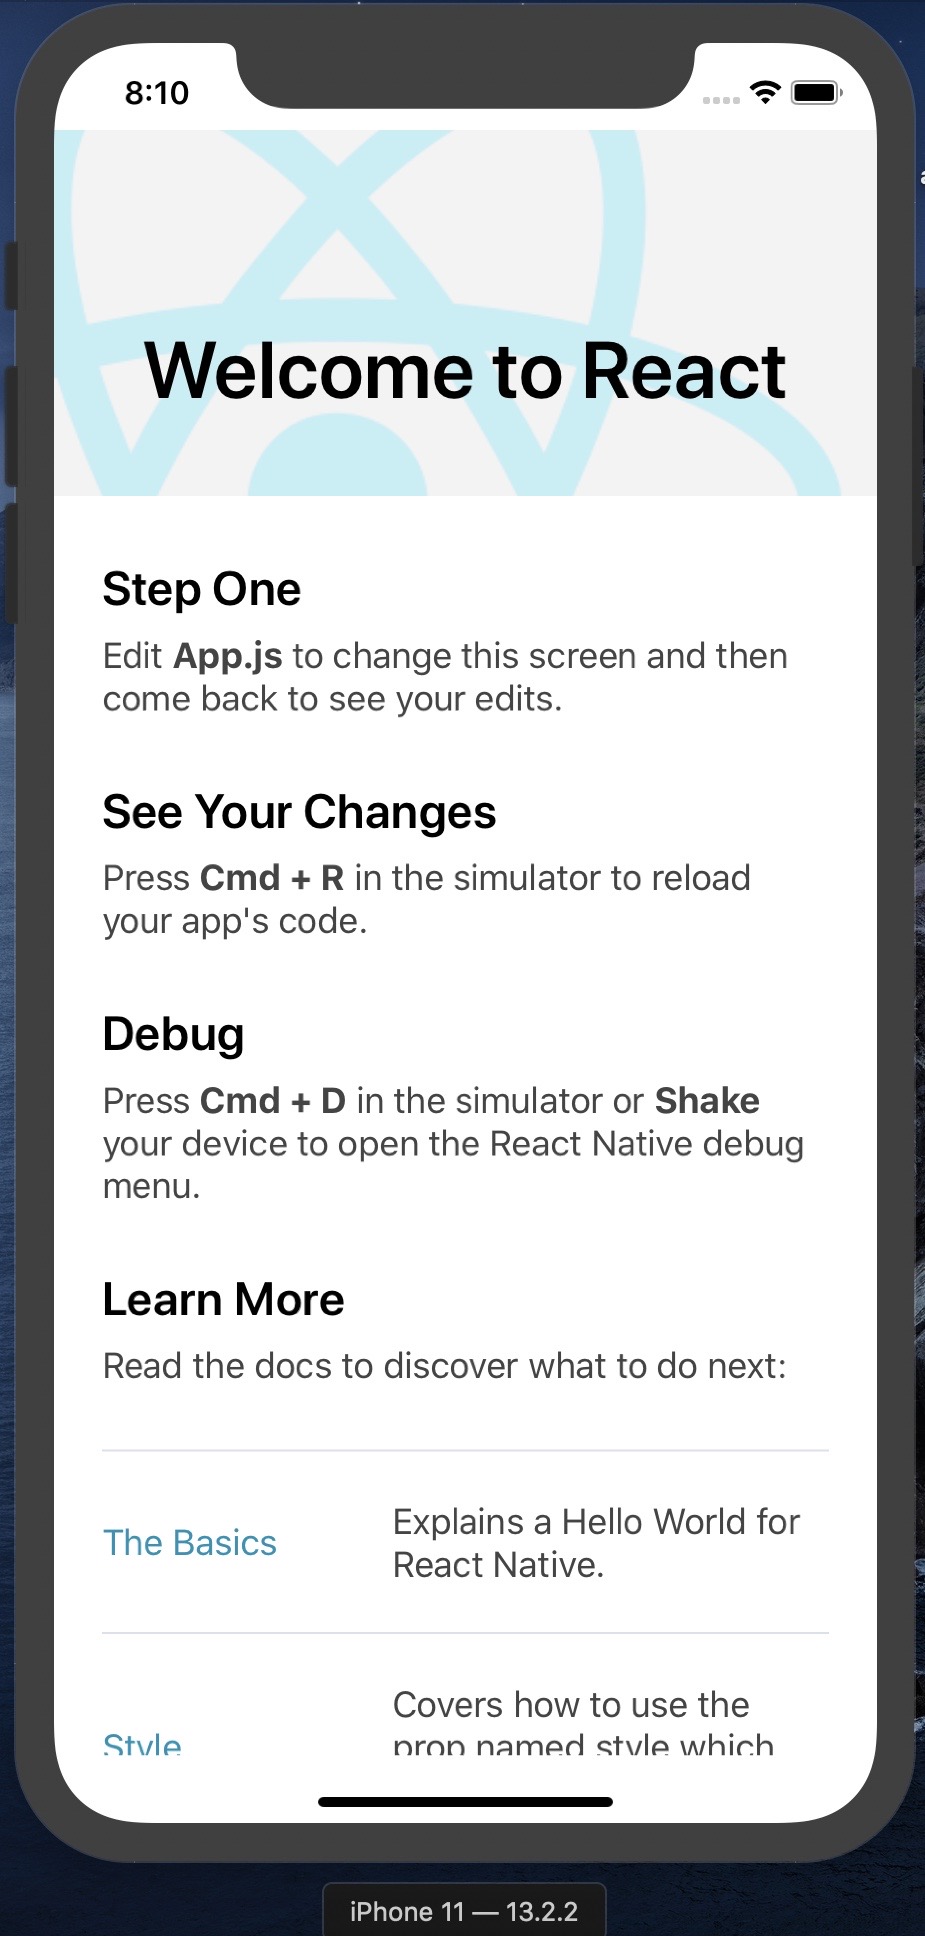 8:10
Welcome to React
Step One
Edit App.js to change this screen and then
come back to see your edits.
See Your Changes
Press Cmd + R in the simulator to reload
your app's code.
Debug
Press Cmd + D in the simulator or Shake
your device to open the React Native debug
menu.
Learn More
Read the docs to discover what to do next:
The Basics
Explains a Hello World for
React Native.
Style
Covers how to use the
prop named style which
iPhone 11 — 13.2.2